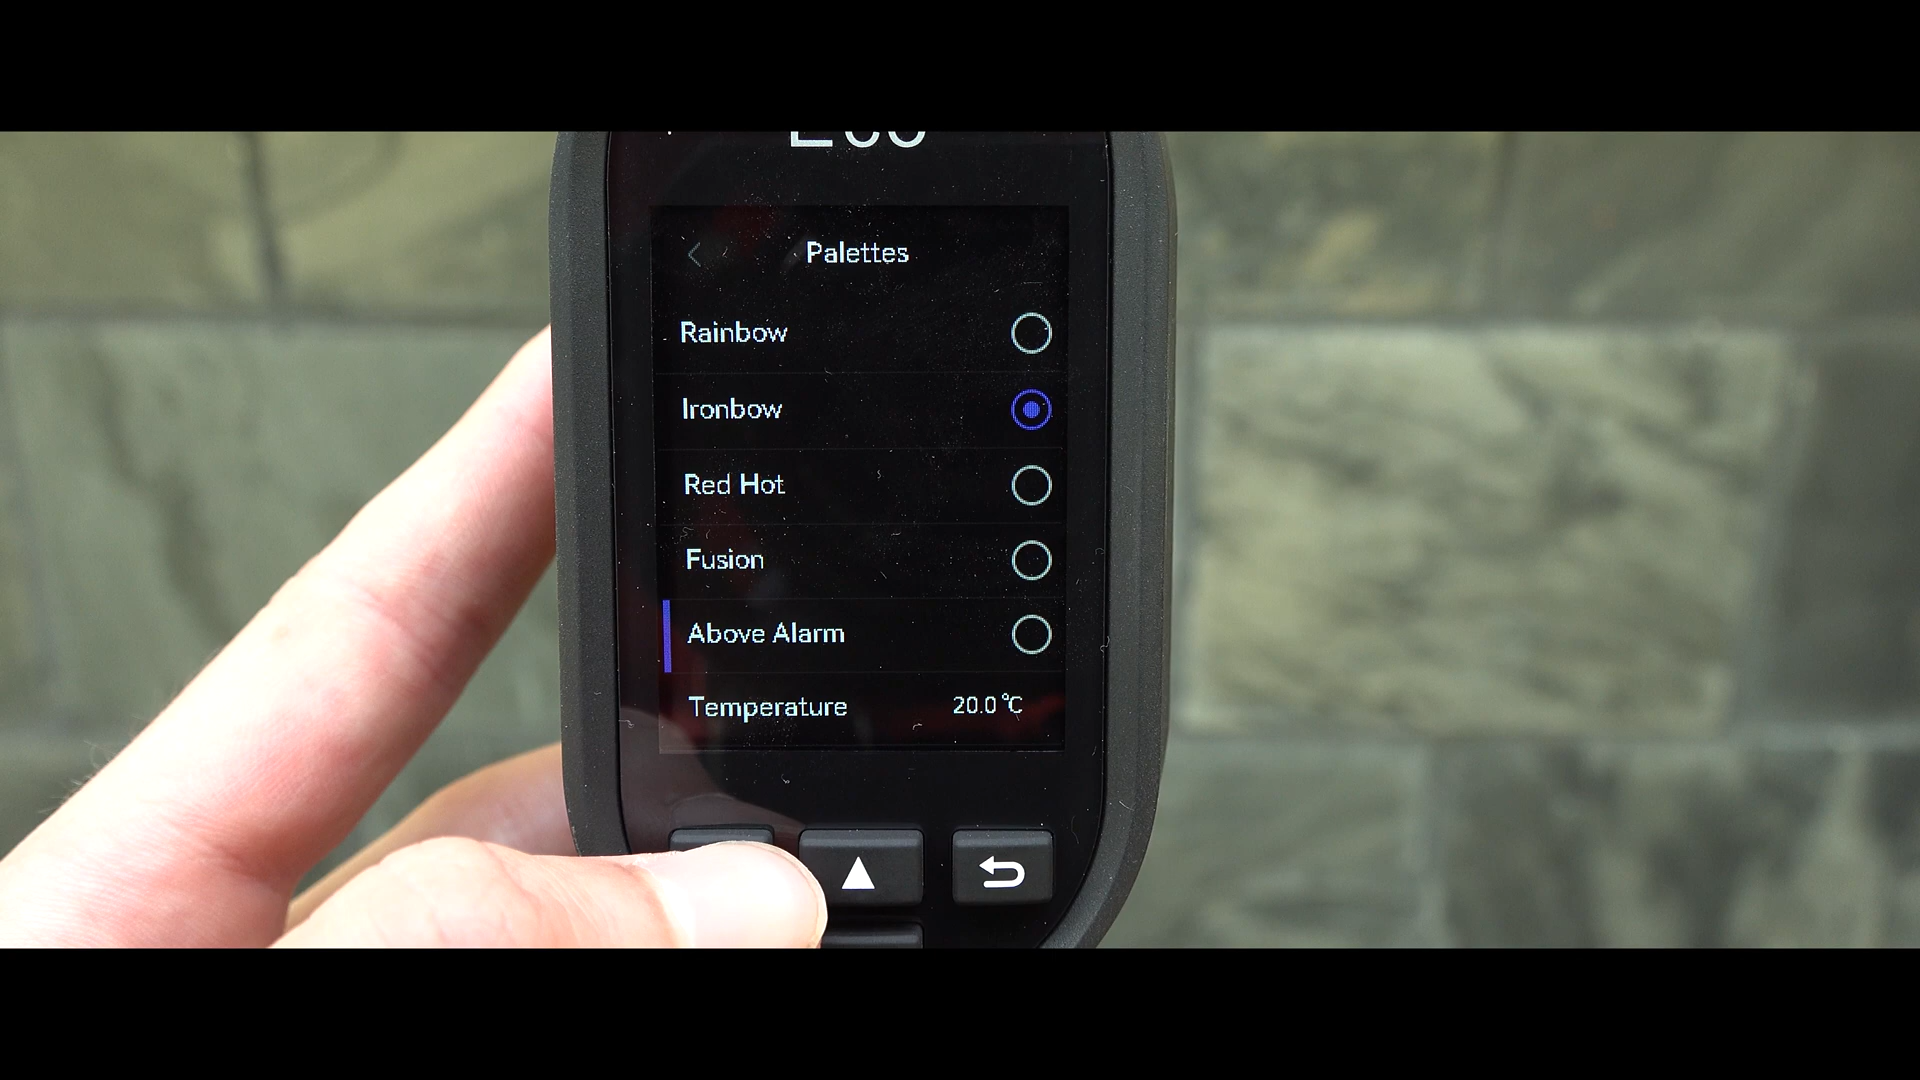 Palettes
Rainbow
Ironbow
Red Hot
Fusion
Above Alarm
Temperature 20.0 °C